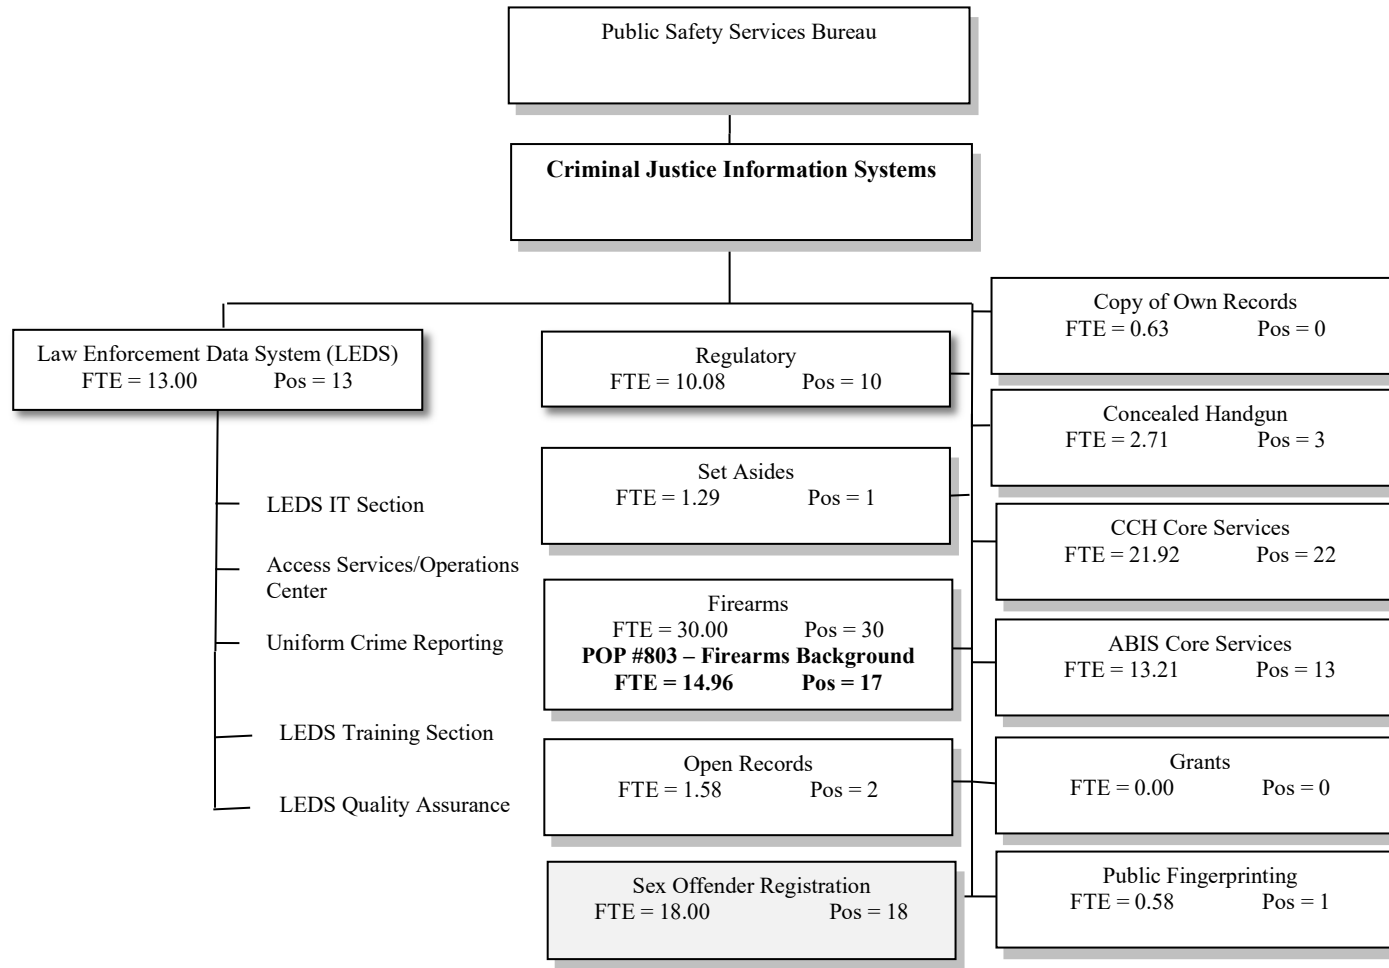 Public Safety Services Bureau
Criminal Justice Information Systems
Law Enforcement Data System (LEDS)
FTE = 13.00 Pos = 13
LEDS IT Section
Access Services/Operations
Center
Uniform Crime Reporting
LEDS Training Section
LEDS Quality Assurance
Regulatory
FTE = 10.08 Pos = 10
Set Asides
FTE = 1.29 Pos = 1
Firearms
FTE = 30.00 Pos = 30
POP #803 – Firearms Background
FTE = 14.96 Pos = 17
Open Records
FTE = 1.58 Pos = 2
Sex Offender Registration
FTE = 18.00 Pos = 18
Copy of Own Records
FTE = 0.63 Pos = 0
Concealed Handgun
FTE = 2.71 Pos = 3
CCH Core Services
FTE = 21.92 Pos = 22
ABIS Core Services
FTE = 13.21 Pos = 13
Grants
FTE = 0.00 Pos = 0
Public Fingerprinting
FTE = 0.58 Pos = 1